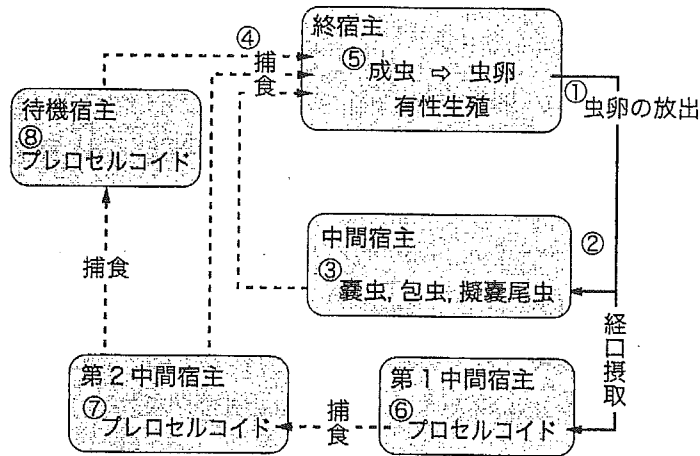 終宿主
⑤ 成虫 ⇨ 虫卵
有性生殖
④
捕食
① 虫卵の放出
待機宿主
⑧
プレロセルコイド
中間宿主
③
嚢虫, 包虫, 擬嚢尾虫
②
捕食
経口摂取
第2中間宿主
⑦
プレロセルコイド
捕食
第1中間宿主
⑥
プロセルコイド